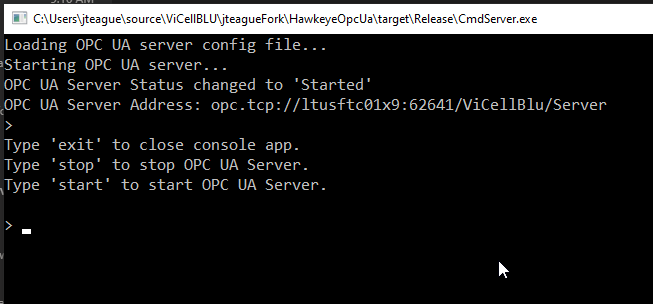 C:\Users\jteague\source\ViCellBLU\jteagueFork\HawkeyeOpcUa\target\Release\CmdServer.exe
Loading OPC UA server config file...
Starting OPC UA server...
OPC UA Server Status changed to 'Started'
OPC UA Server Address: opc.tcp://ltusftc01x9:62641/ViCellBlu/Server
>
Type 'exit' to close console app.
Type 'stop' to stop OPC UA Server.
Type 'start' to start OPC UA Server.
> _